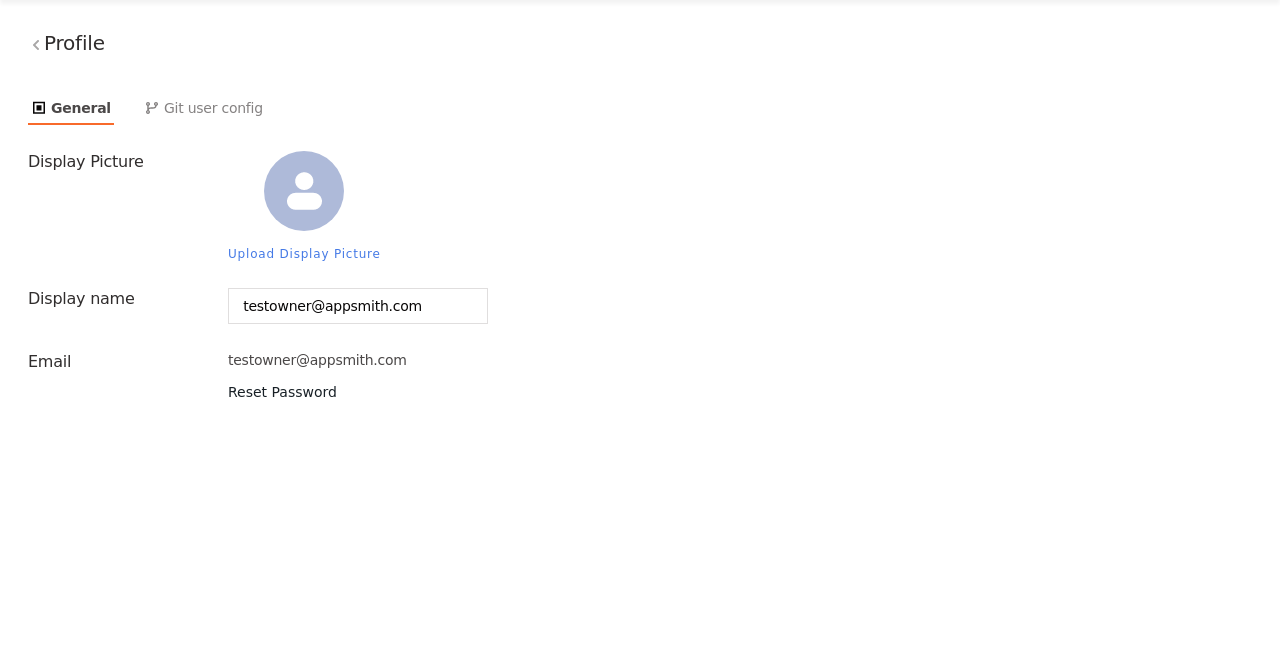 Profile
General
Git user config
Display Picture
Upload Display Picture
Display name
testowner@appsmith.com
Email
testowner@appsmith.com
Reset Password